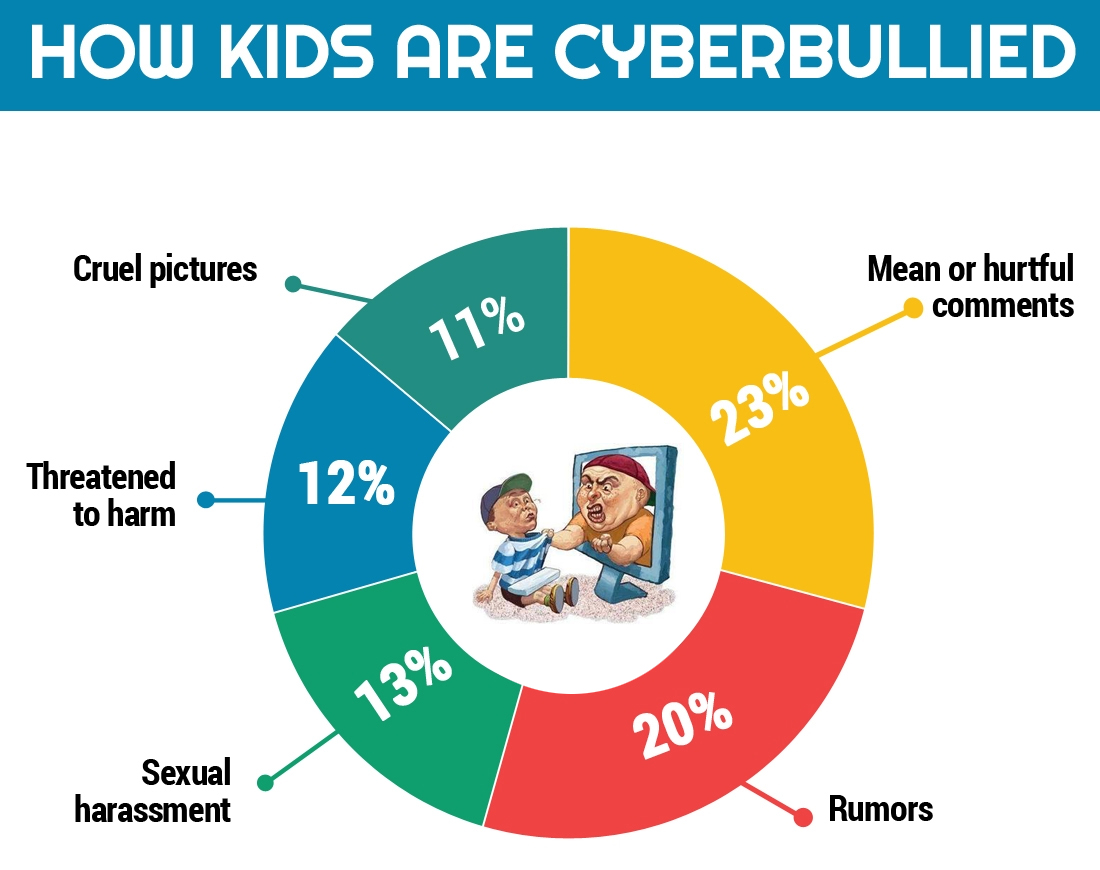 HOW KIDS ARE CYBERBULLIED
Cruel pictures
Mean or hurtful
comments
11%
23%
Threatened
to harm
12%
13%
20%
Sexual
harassment
Rumors